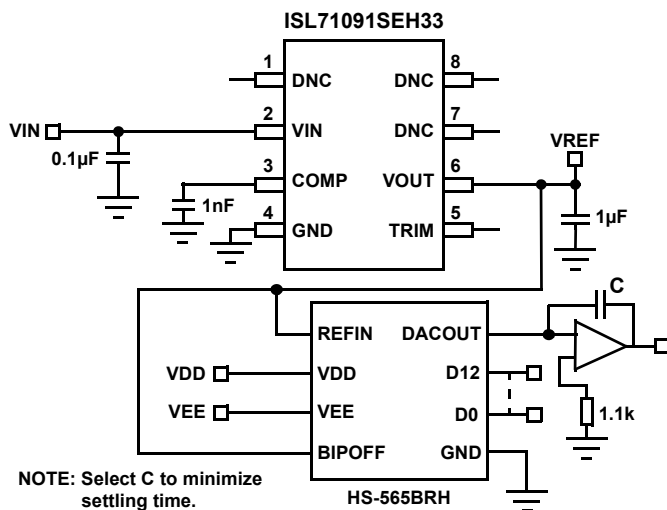 ISL71091SEH33
1 8
DNC DNC
2 7
VIN VIN DNC
0.1µF
VREF
3 6
COMP VOUT
1nF
4 5
GND TRIM
1µF
C
REFIN DACOUT
VDD VDD D12
VEE VEE D0
1.1k
BIPOFF GND
NOTE: Select C to minimize
settling time.
HS-565BRH